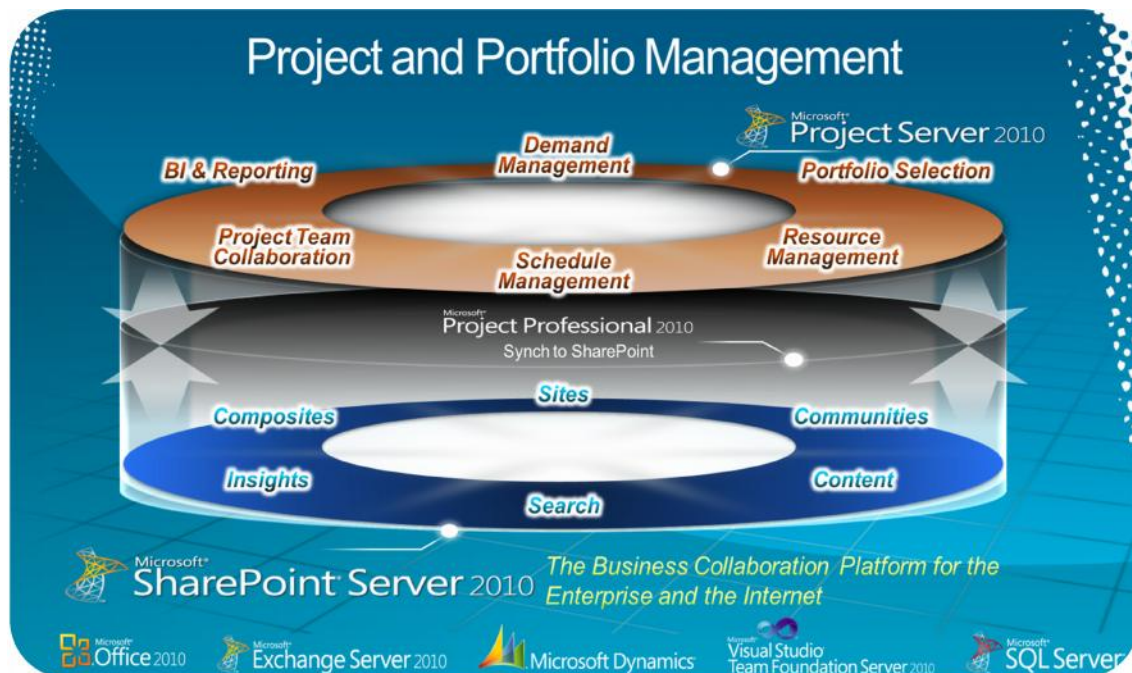 Project and Portfolio Management
Microsoft®
Project Server 2010
Demand
Management
BI & Reporting
Portfolio Selection
Project Team
Collaboration
Resource
Management
Schedule
Management
Microsoft®
Project Professional 2010
Synch to SharePoint
Sites
Composites
Communities
Insights
Content
Search
Microsoft®
SharePoint® Server 2010
The Business Collaboration Platform for the
Enterprise and the Internet
Microsoft®
Office 2010
Microsoft®
Exchange Server 2010
Microsoft Dynamics®
Microsoft®
Visual Studio®
Team Foundation Server 2010
Microsoft®
SQL Server®